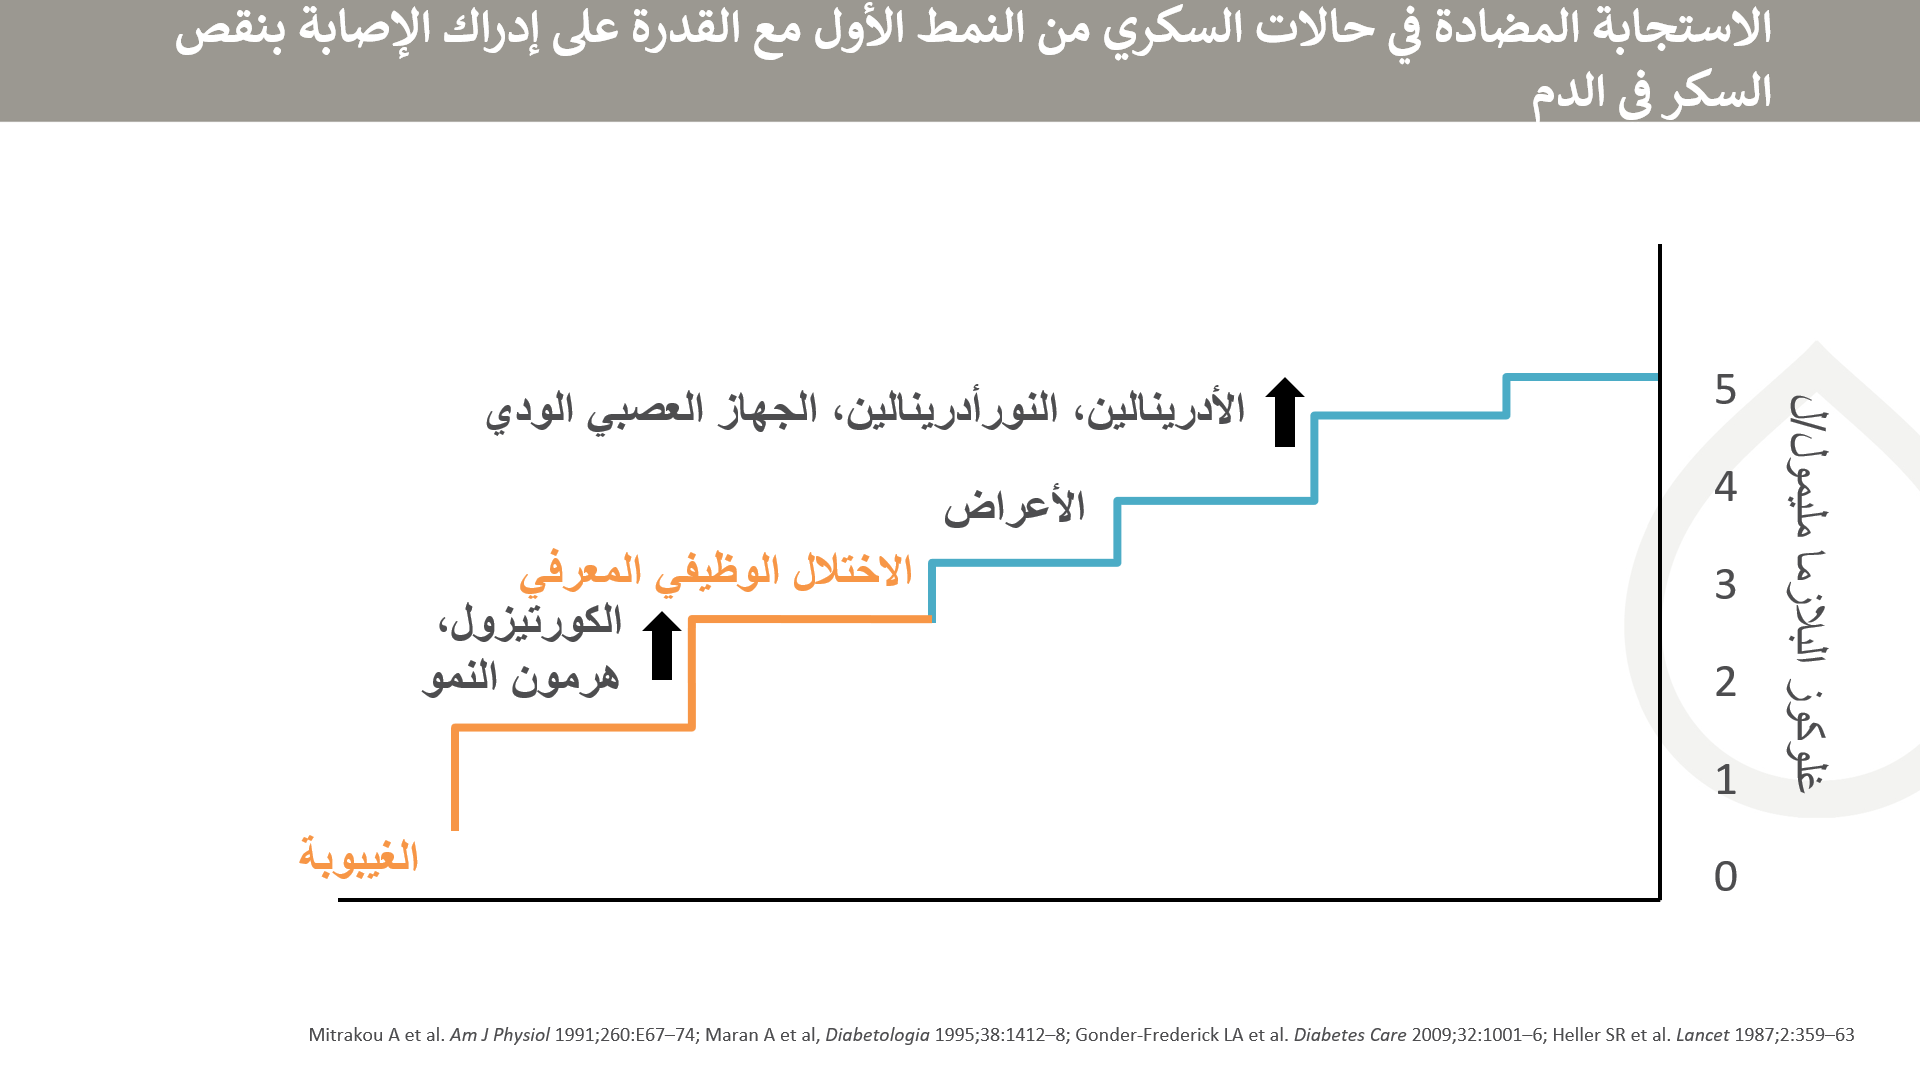 الاستجابة المضادة في حالات السكري من النمط الأول مع القدرة على إدراك الإصابة بنقص
السكر في الدم
5
4
3
2
1
0
غلوكوز البلازما مليمول/ل
الأدرينالين، النورأدرينالين، الجهاز العصبي الودي
الأعراض
الاختلال الوظيفي المعرفي
الكورتيزول،
هرمون النمو
الغيبوبة
Mitrakou A et al. Am J Physiol 1991;260:E67–74; Maran A et al, Diabetologia 1995;38:1412–8; Gonder-Frederick LA et al. Diabetes Care 2009;32:1001–6; Heller SR et al. Lancet 1987;2:359–63